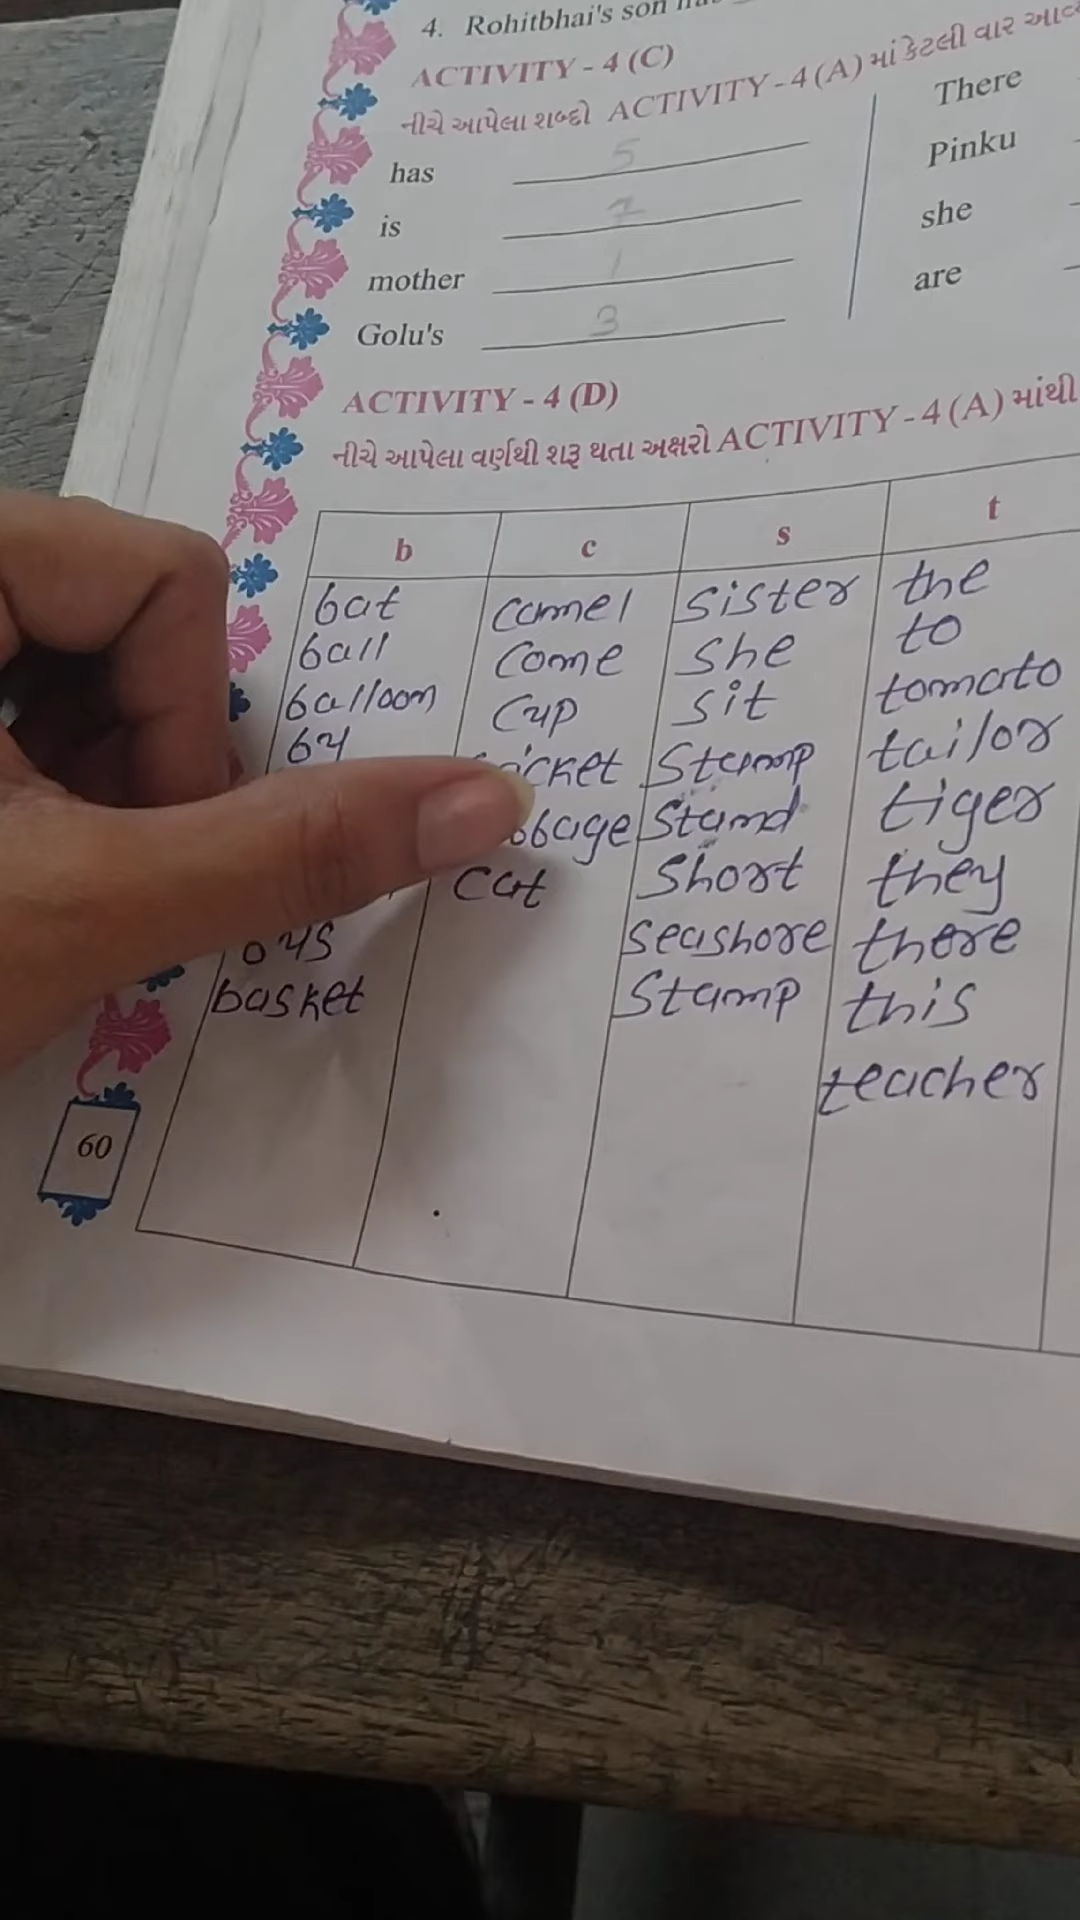 4. Rohitbhai's son
ACTIVITY - 4 (C)
નીચે આપેલા શબ્દો ACTIVITY - 4 (A) માં કેટલી વાર
has 5
is 7
mother 1
Golu's 3
There
Pinku
she
are
ACTIVITY - 4 (D)
નીચે આપેલા વર્ણથી શરૂ થતા અક્ષરો ACTIVITY - 4 (A) માંથી
b c s t
bat camel sister the
ball come she to
balloon cup sit tomato
by stamp tailor
stand tiger
cat short they
seashore there
basket stamp this
teacher
60